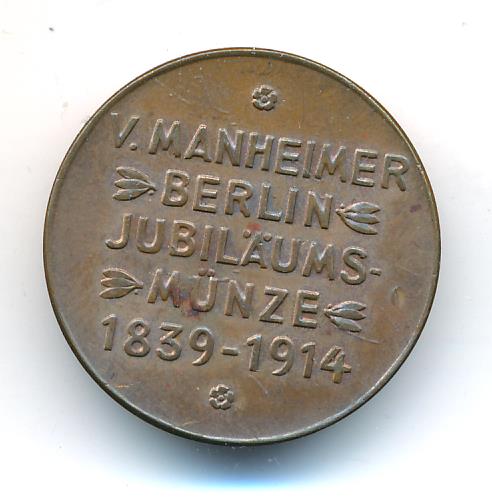 V. MANHEIMER
BERLIN
JUBILÄUMS-
MÜNZE
1839-1914